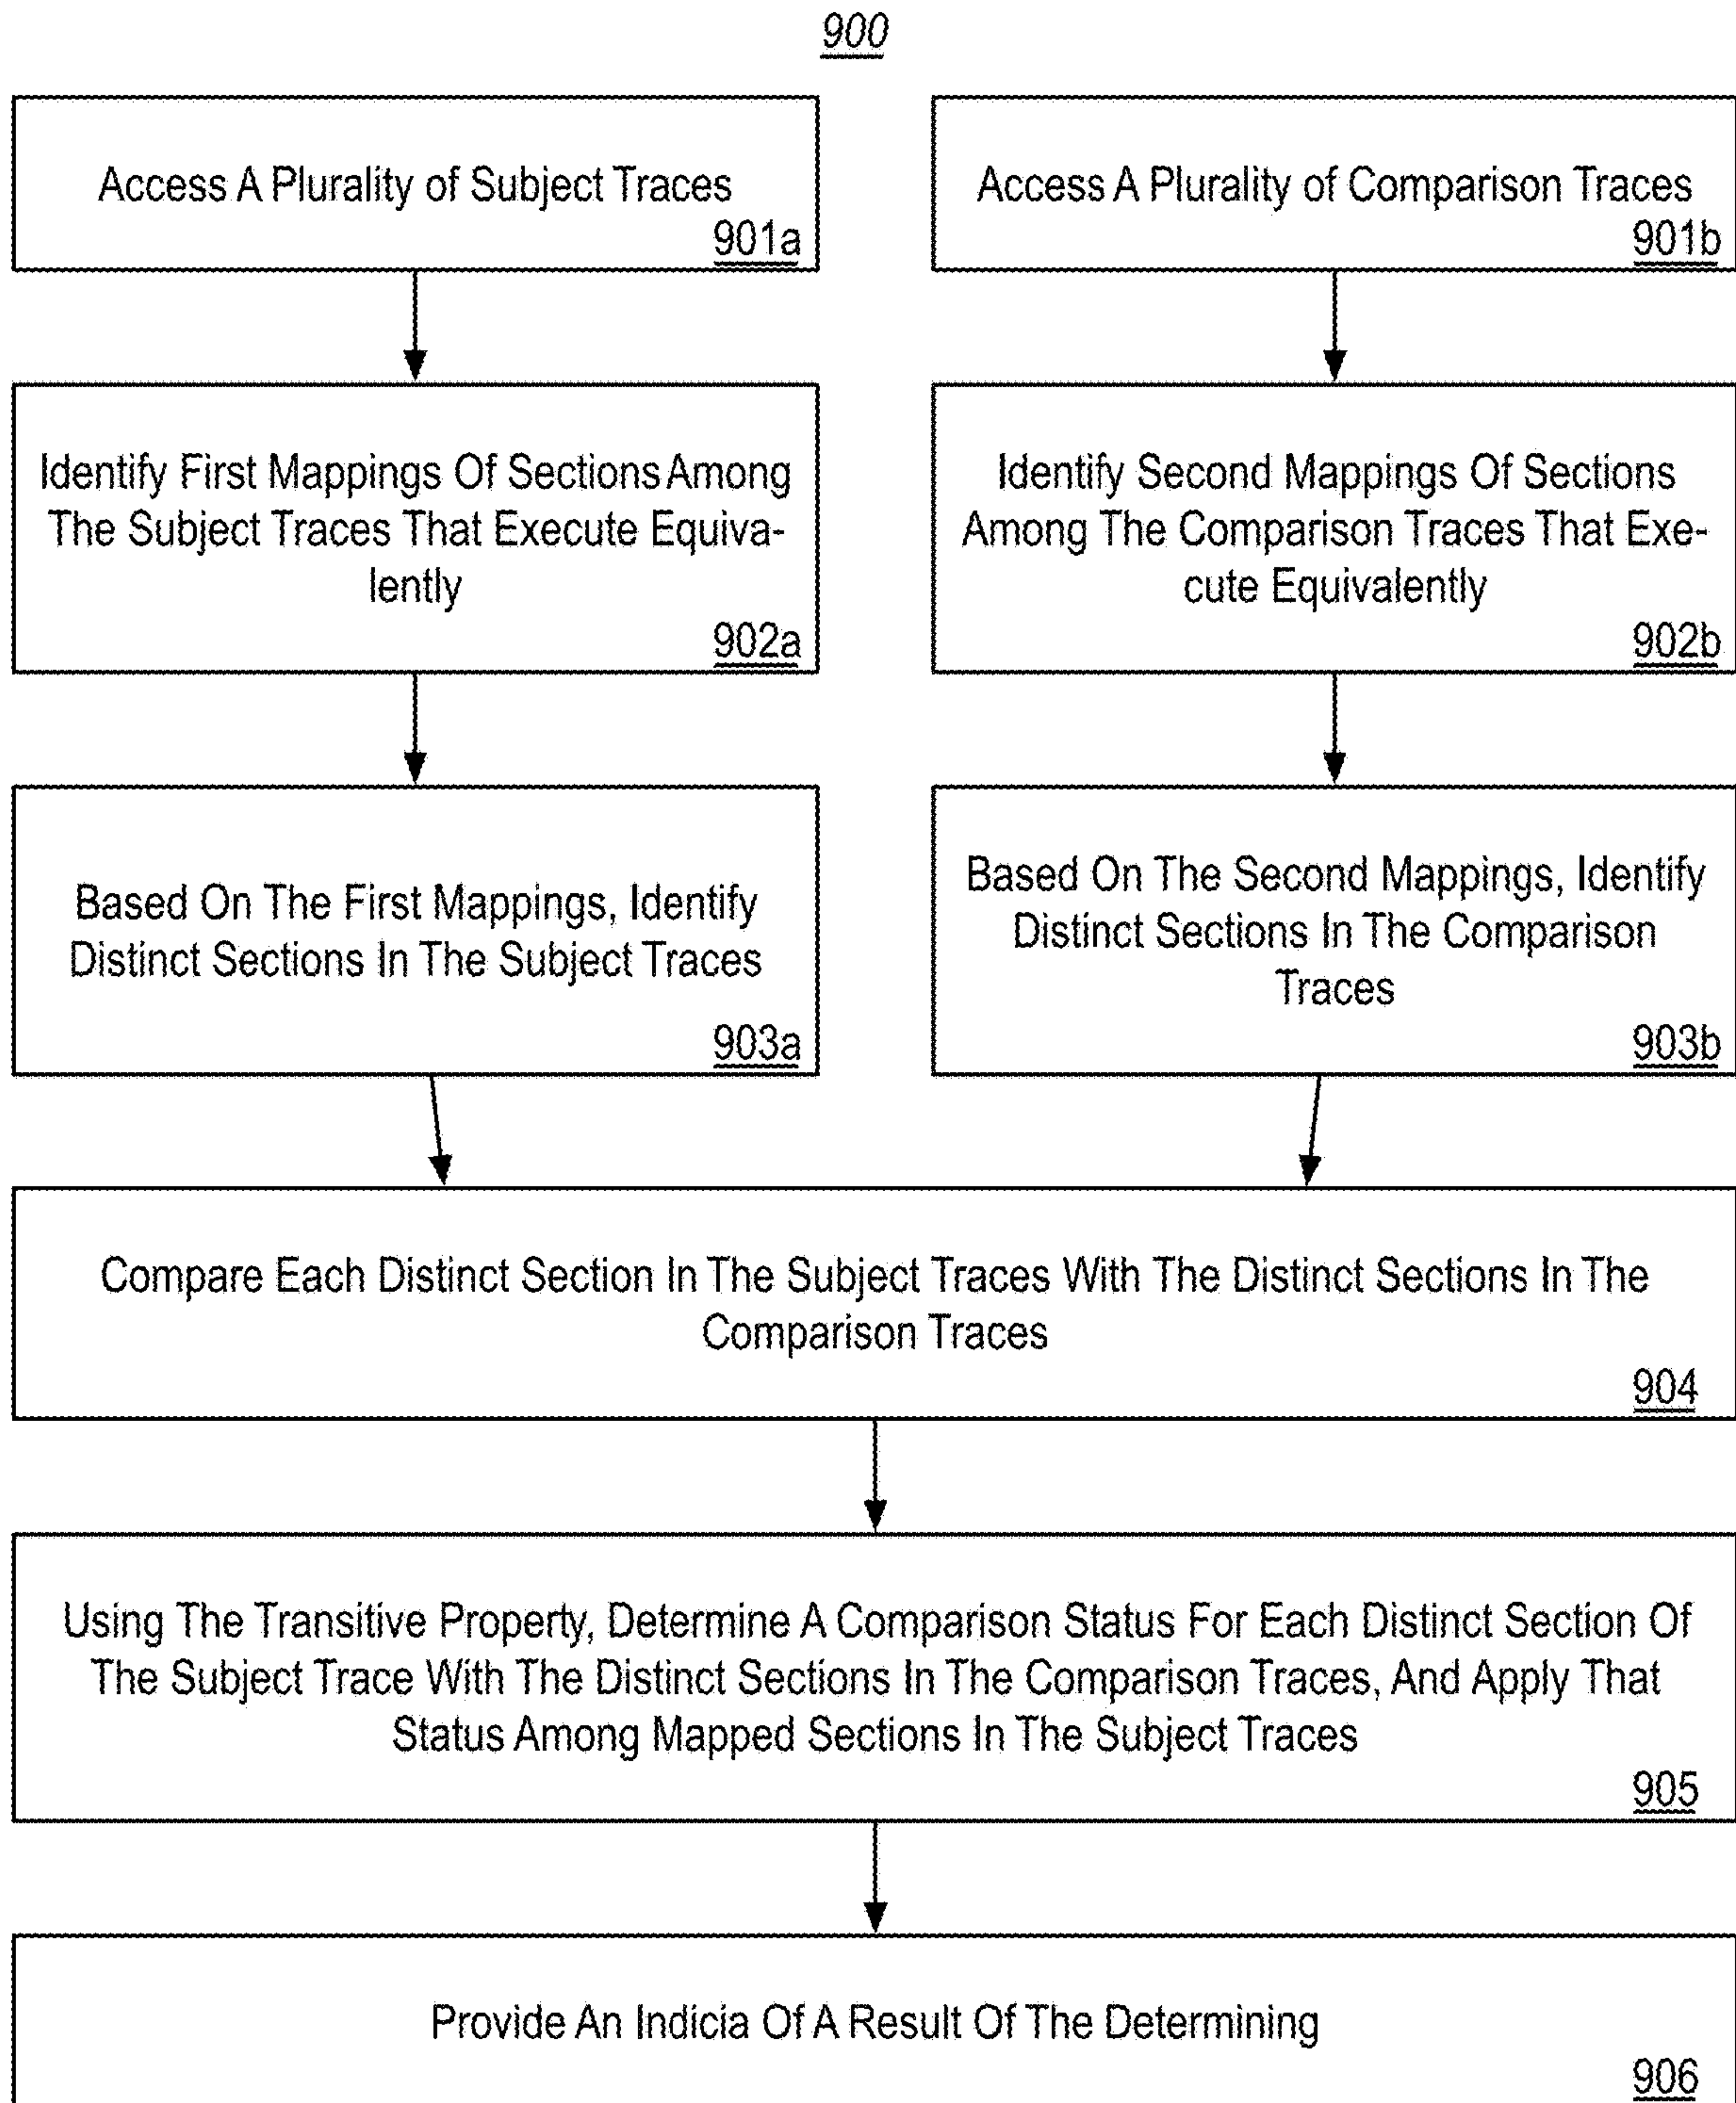 900
Access A Plurality of Subject Traces
901a
Access A Plurality of Comparison Traces
901b
Identify First Mappings Of Sections Among
The Subject Traces That Execute Equiva-
lently
902a
Identify Second Mappings Of Sections
Among The Comparison Traces That Exe-
cute Equivalently
902b
Based On The First Mappings, Identify
Distinct Sections In The Subject Traces
903a
Based On The Second Mappings, Identify
Distinct Sections In The Comparison
Traces
903b
Compare Each Distinct Section In The Subject Traces With The Distinct Sections In The
Comparison Traces
904
Using The Transitive Property, Determine A Comparison Status For Each Distinct Section Of
The Subject Trace With The Distinct Sections In The Comparison Traces, And Apply That
Status Among Mapped Sections In The Subject Traces
905
Provide An Indicia Of A Result Of The Determining
906